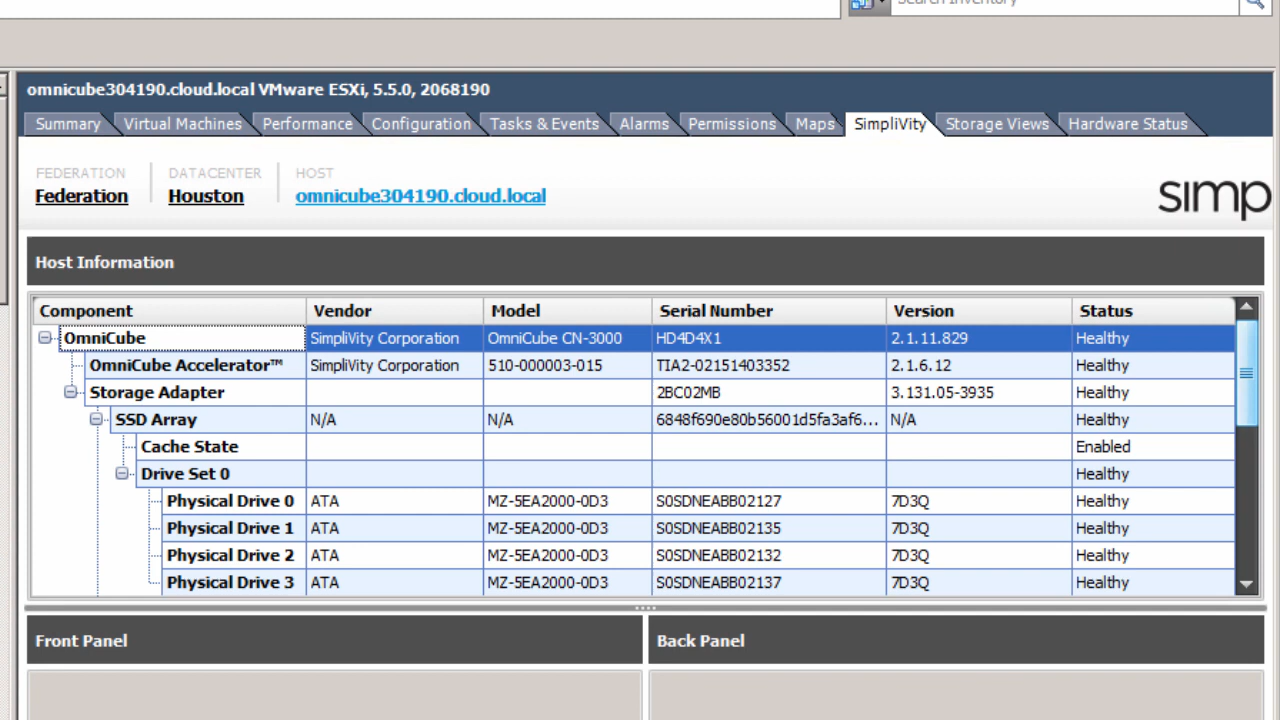 Search Inventory
omnicube304190.cloud.local VMware ESXi, 5.5.0, 2068190
Summary Virtual Machines Performance Configuration Tasks & Events Alarms Permissions Maps SimpliVity Storage Views Hardware Status
FEDERATION DATACENTER HOST
Federation Houston omnicube304190.cloud.local
simp
Host Information
Component Vendor Model Serial Number Version Status
OmniCube SimpliVity Corporation OmniCube CN-3000 HD4D4X1 2.1.11.829 Healthy
OmniCube Accelerator™ SimpliVity Corporation 510-000003-015 TIA2-02151403352 2.1.6.12 Healthy
Storage Adapter 2BC02MB 3.131.05-3935 Healthy
SSD Array N/A N/A 6848f690e80b56001d5fa3af6... N/A Healthy
Cache State Enabled
Drive Set 0 Healthy
Physical Drive 0 ATA MZ-5EA2000-0D3 S0SDNEABB02127 7D3Q Healthy
Physical Drive 1 ATA MZ-5EA2000-0D3 S0SDNEABB02135 7D3Q Healthy
Physical Drive 2 ATA MZ-5EA2000-0D3 S0SDNEABB02132 7D3Q Healthy
Physical Drive 3 ATA MZ-5EA2000-0D3 S0SDNEABB02137 7D3Q Healthy
Front Panel Back Panel